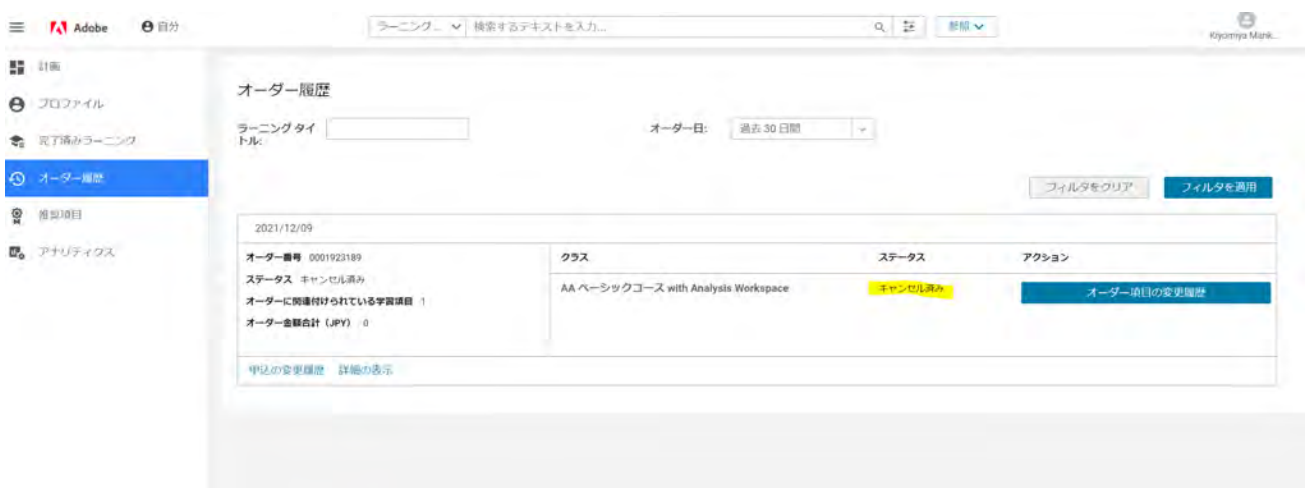 Adobe 自分 ラーニング... 検索するテキストを入力... 参照
Kiyomiya Mank...
計画
プロファイル
完了済みラーニング
オーダー履歴
推奨項目
アナリティクス
オーダー履歴
ラーニング タイ
トル:
オーダー日: 過去 30 日間
フィルタをクリア フィルタを適用
2021/12/09
オーダー番号 0001923189
ステータス キャンセル済み
オーダーに関連付けられている学習項目 1
オーダー金額合計（JPY） 0
クラス ステータス アクション
AA ベーシックコース with Analysis Workspace キャンセル済み オーダー項目の変更履歴
申込の変更履歴 詳細の表示